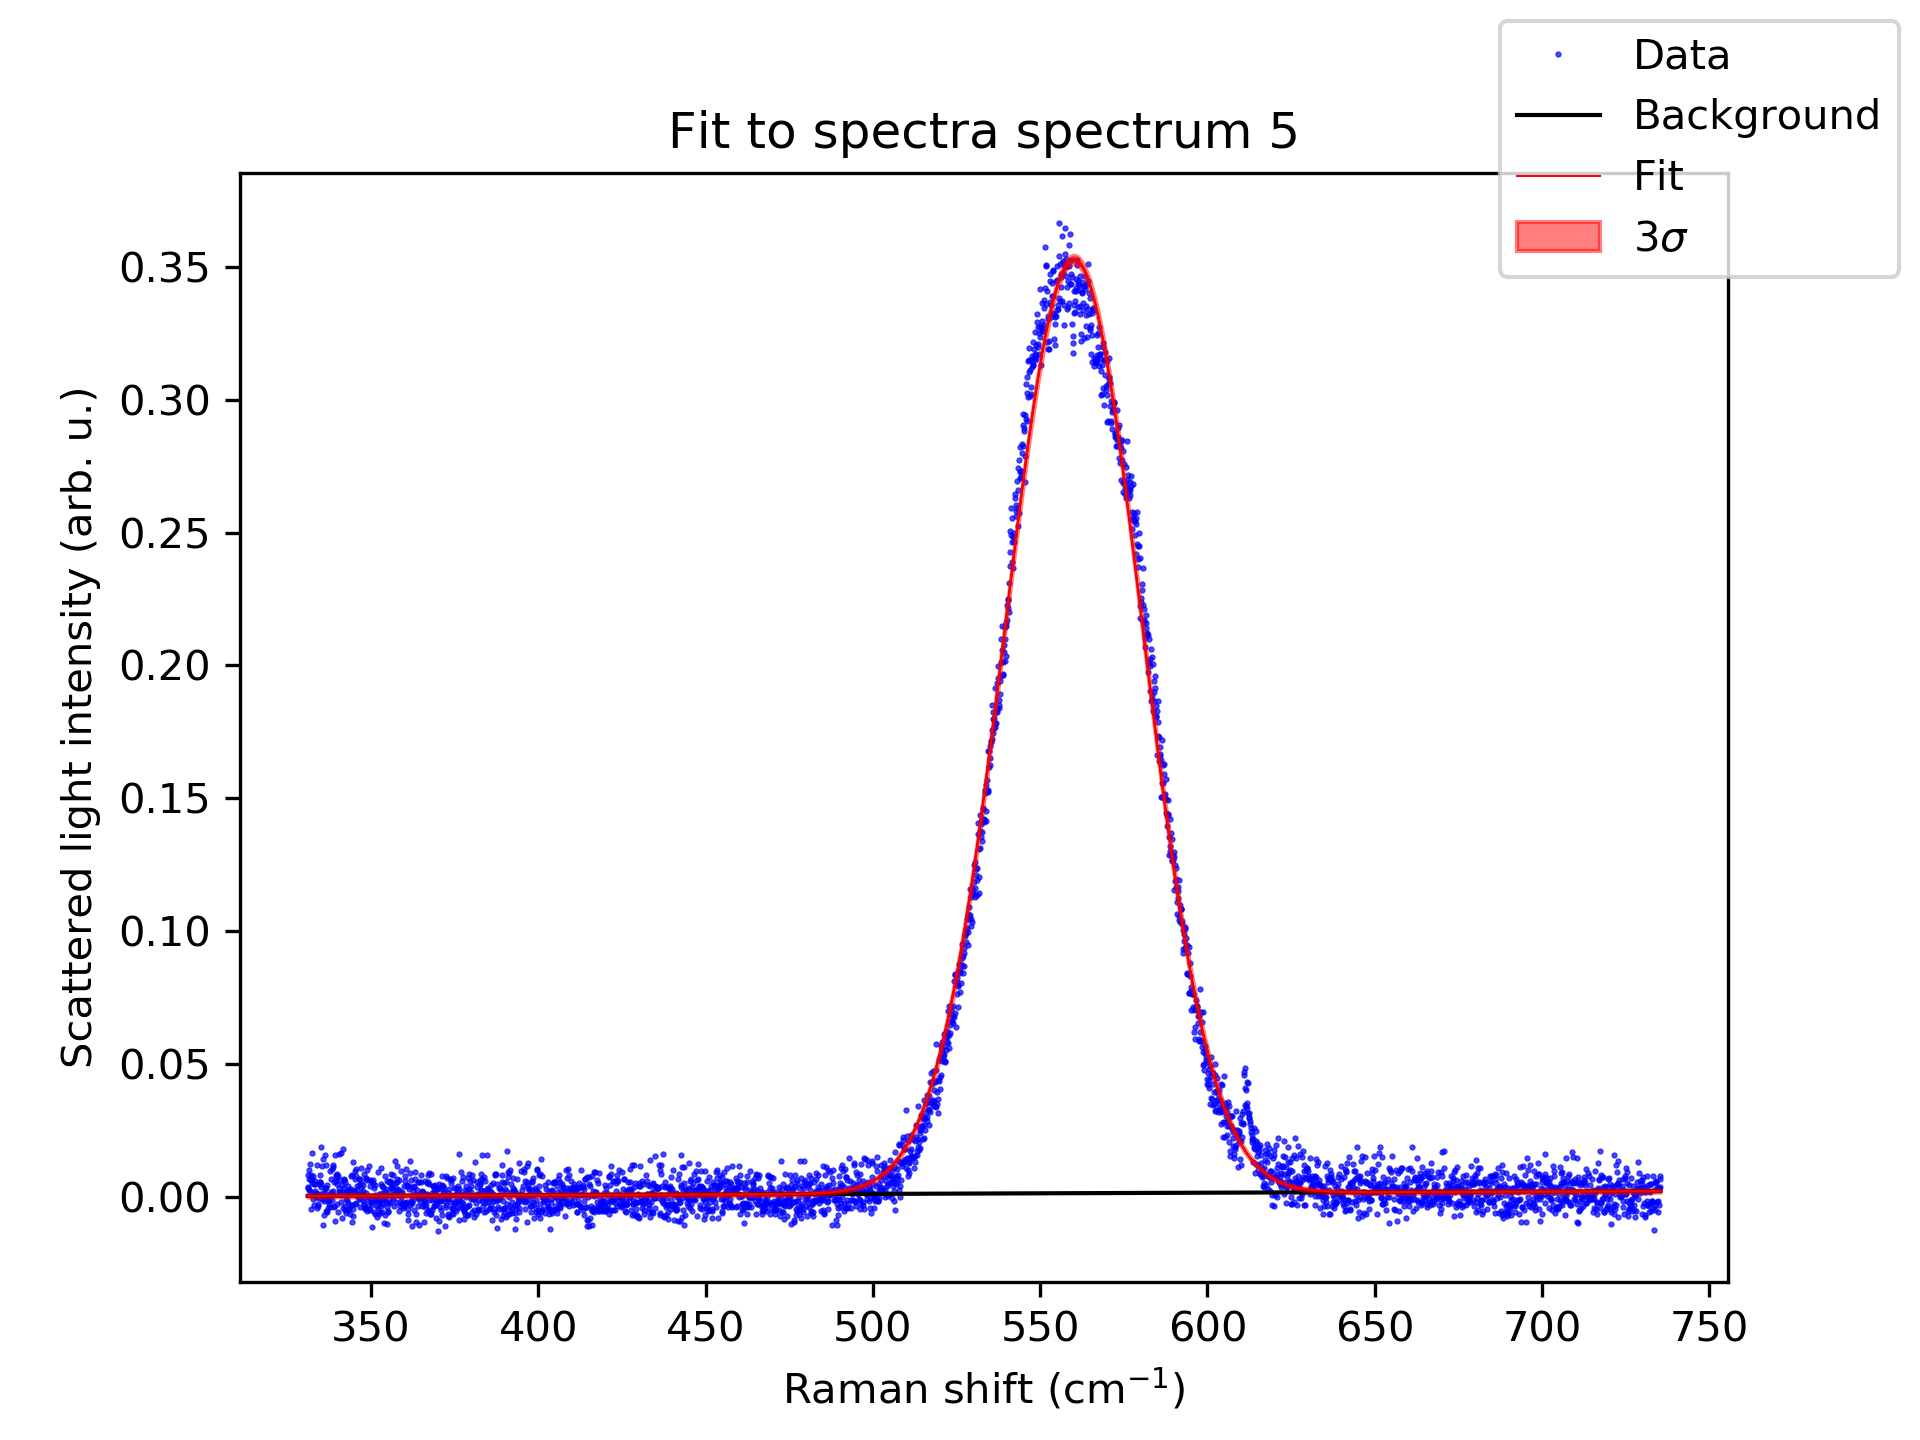 Data
Background
Fit
3σ
Fit to spectra spectrum 5
Scattered light intensity (arb. u.)
0.35
0.30
0.25
0.20
0.15
0.10
0.05
0.00
350 400 450 500 550 600 650 700 750
Raman shift (cm⁻¹)